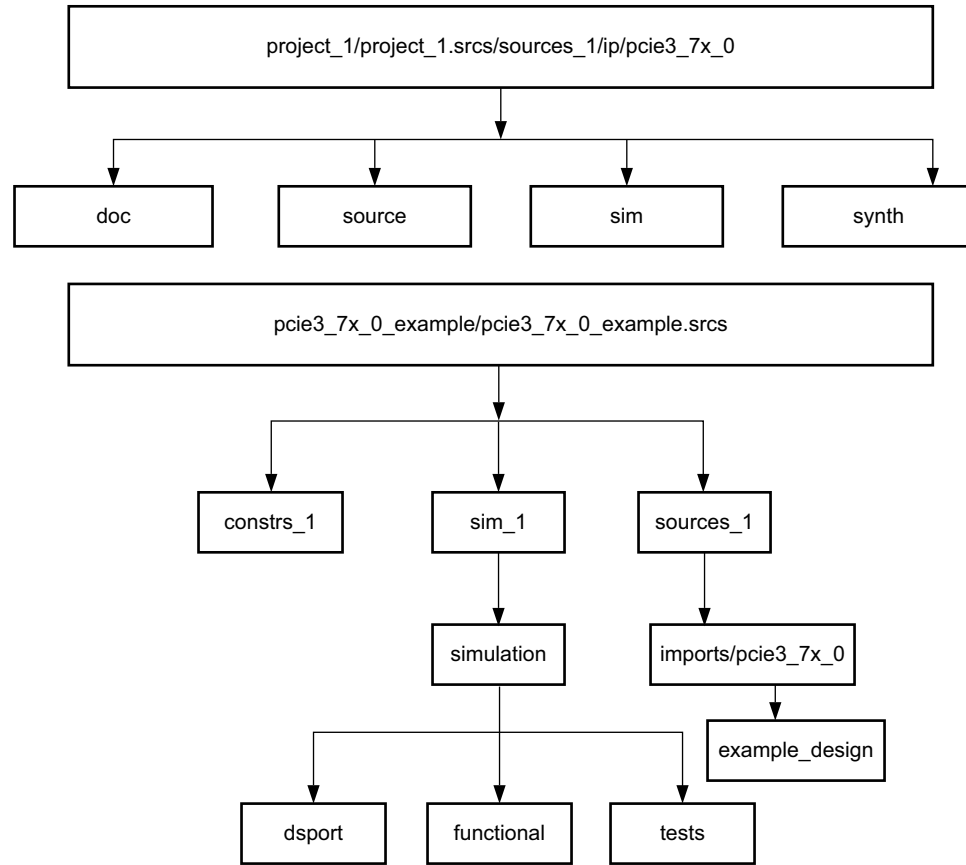 project_1/project_1.srcs/sources_1/ip/pcie3_7x_0
doc
source
sim
synth
pcie3_7x_0_example/pcie3_7x_0_example.srcs
constrs_1
sim_1
sources_1
simulation
imports/pcie3_7x_0
example_design
dsport
functional
tests